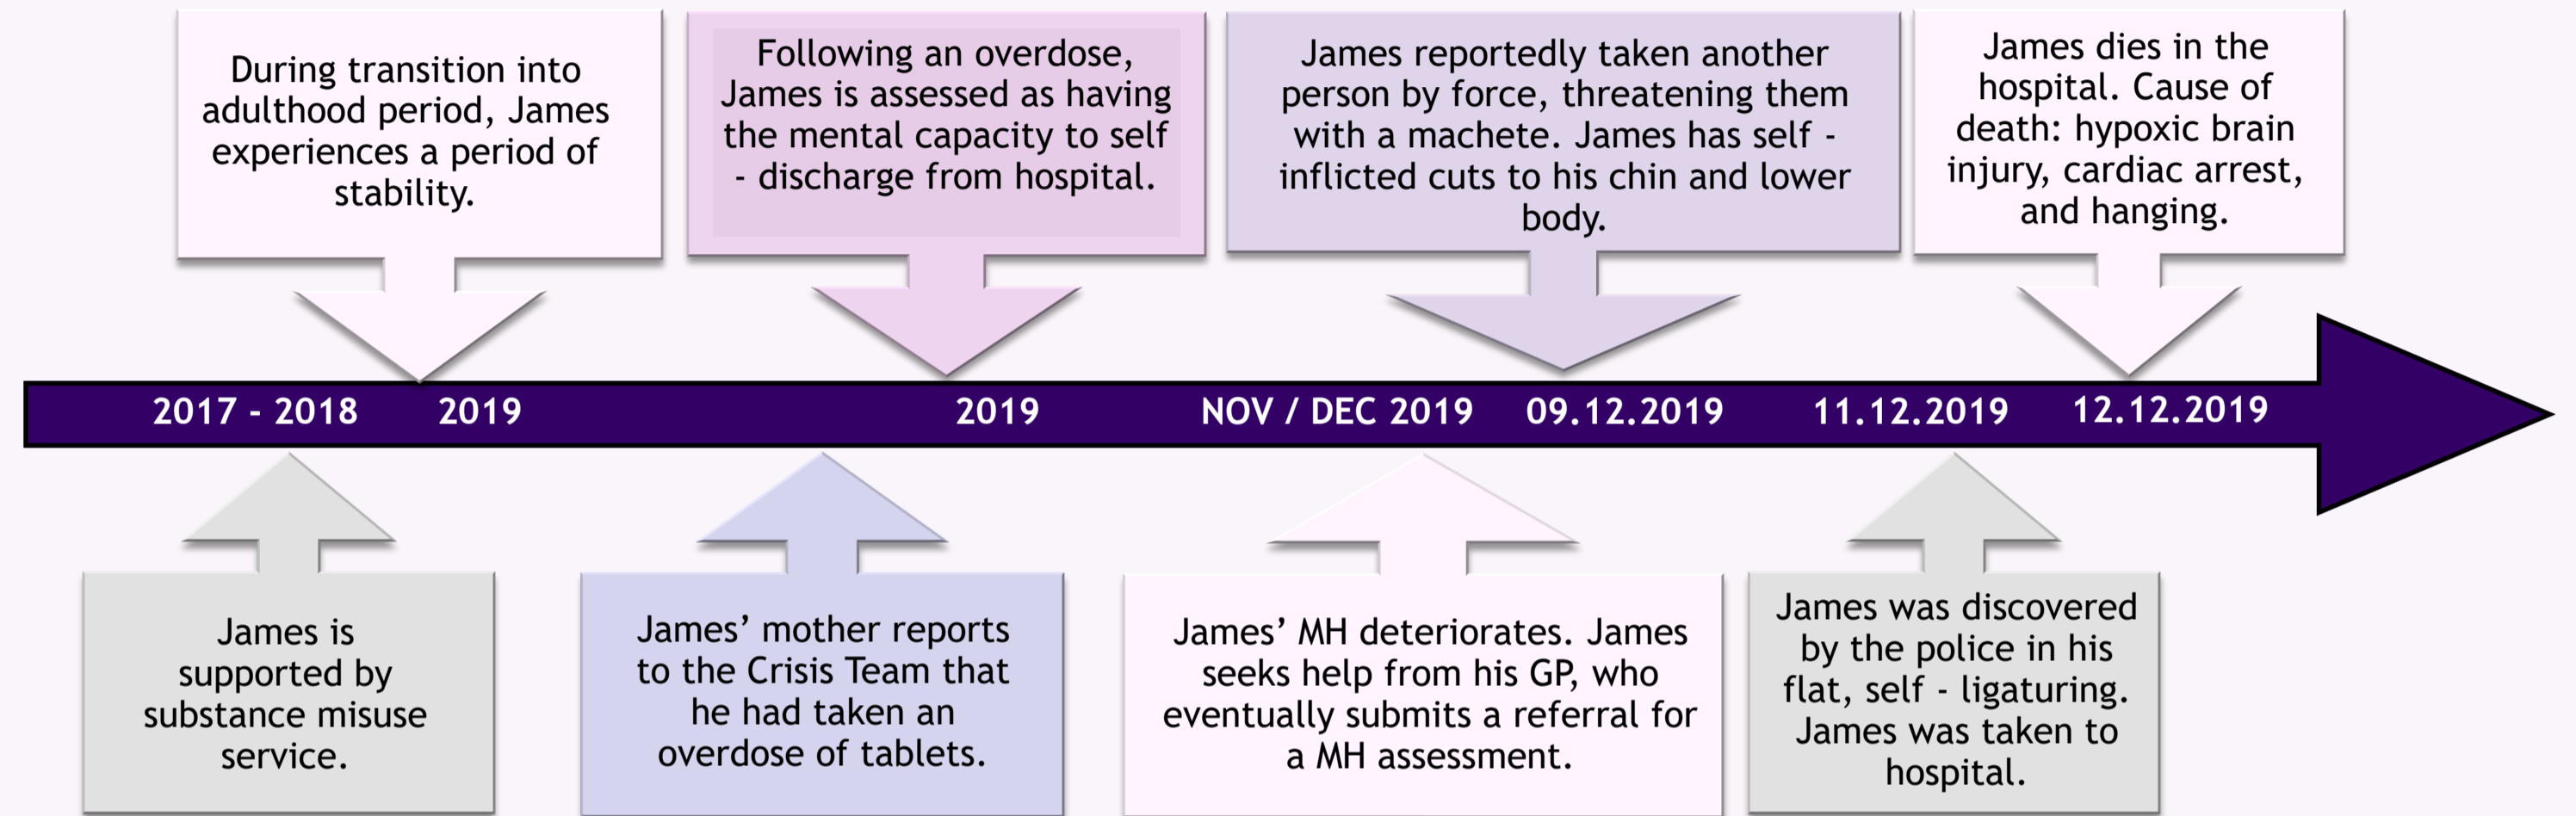 During transition into
adulthood period, James
experiences a period of
stability.
Following an overdose,
James is assessed as having
the mental capacity to self
- discharge from hospital.
James reportedly taken another
person by force, threatening them
with a machete. James has self -
inflicted cuts to his chin and lower
body.
James dies in the
hospital. Cause of
death: hypoxic brain
injury, cardiac arrest,
and hanging.
2017 - 2018 2019 2019 NOV / DEC 2019 09.12.2019 11.12.2019 12.12.2019
James is
supported by
substance misuse
service.
James’ mother reports
to the Crisis Team that
he had taken an
overdose of tablets.
James’ MH deteriorates. James
seeks help from his GP, who
eventually submits a referral for
a MH assessment.
James was discovered
by the police in his
flat, self - ligaturing.
James was taken to
hospital.